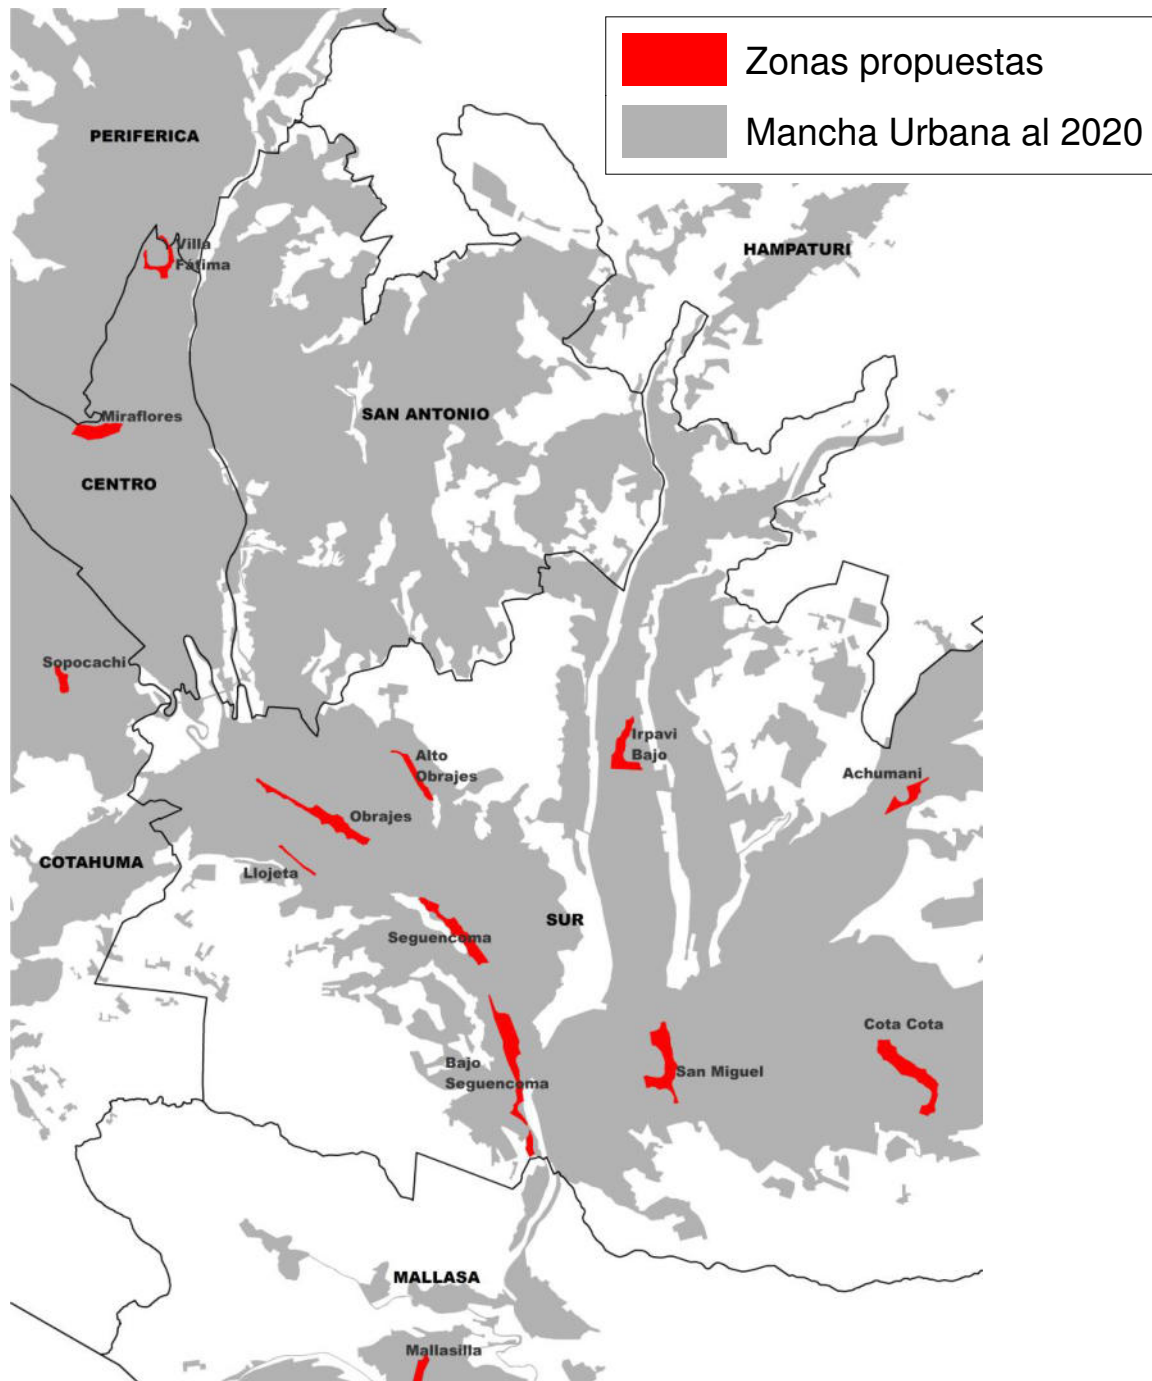 Zonas propuestas
Mancha Urbana al 2020
PERIFERICA
Villa
Fátima
HAMPATURI
Miraflores
SAN ANTONIO
CENTRO
Sopocachi
Irpavi
Bajo
Alto
Obrajes
Achumani
Obrajes
COTAHUMA
Llojeta
SUR
Seguencoma
Cota Cota
Bajo
Seguencoma
San Miguel
MALLASA
Mallasilla